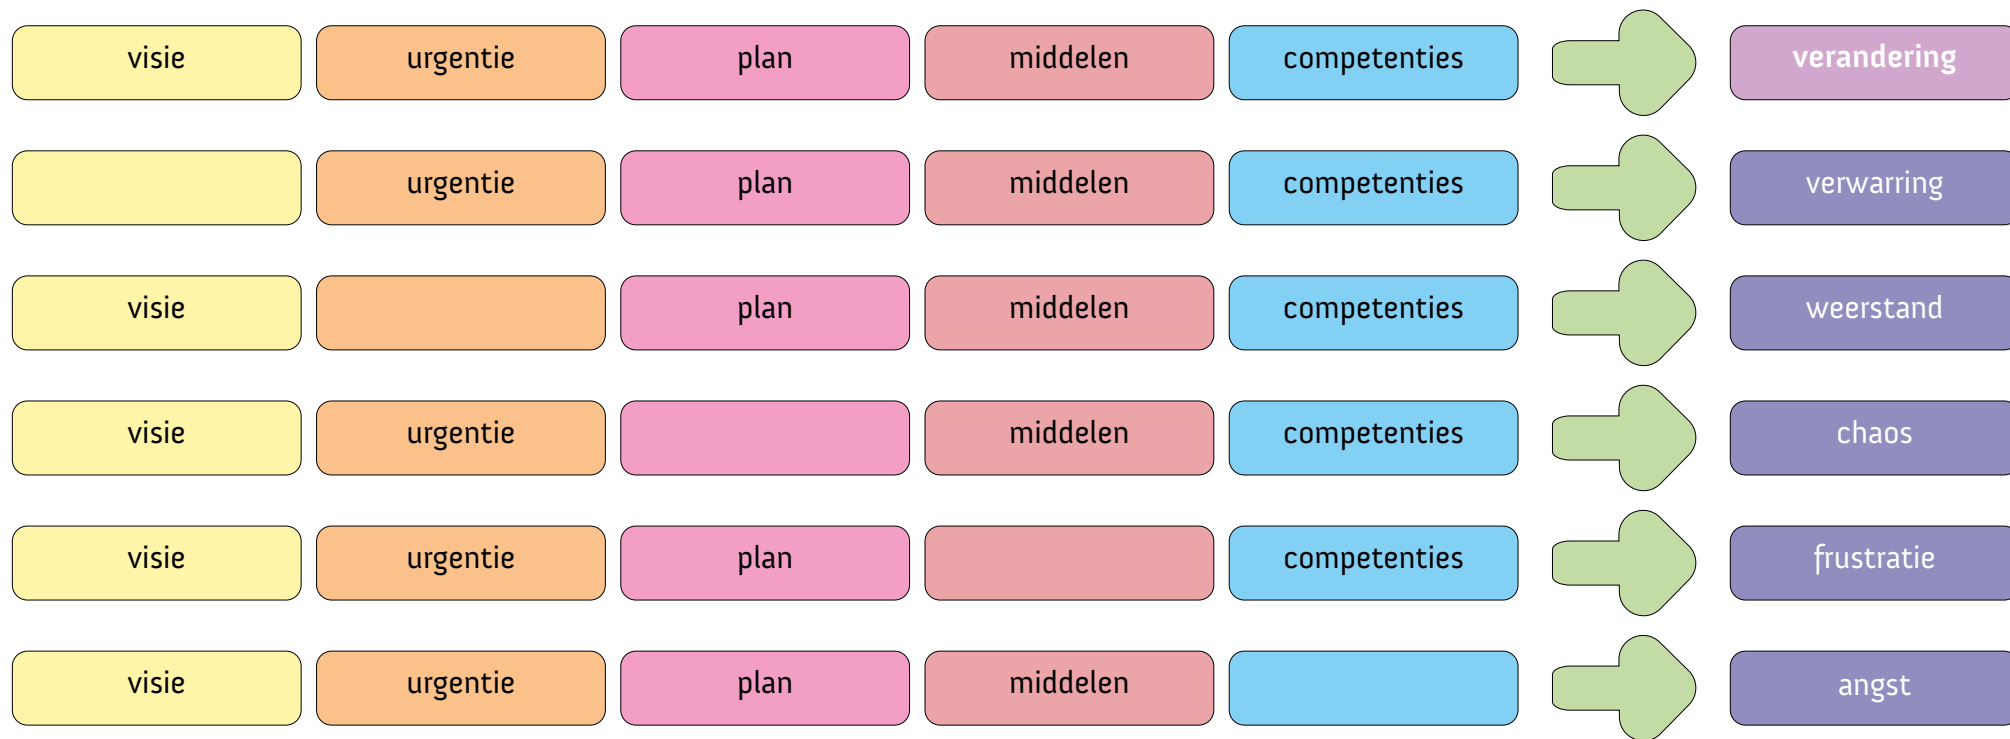 visie urgentie plan middelen competenties verandering
urgentie plan middelen competenties verwarring
visie plan middelen competenties weerstand
visie urgentie middelen competenties chaos
visie urgentie plan competenties frustratie
visie urgentie plan middelen angst